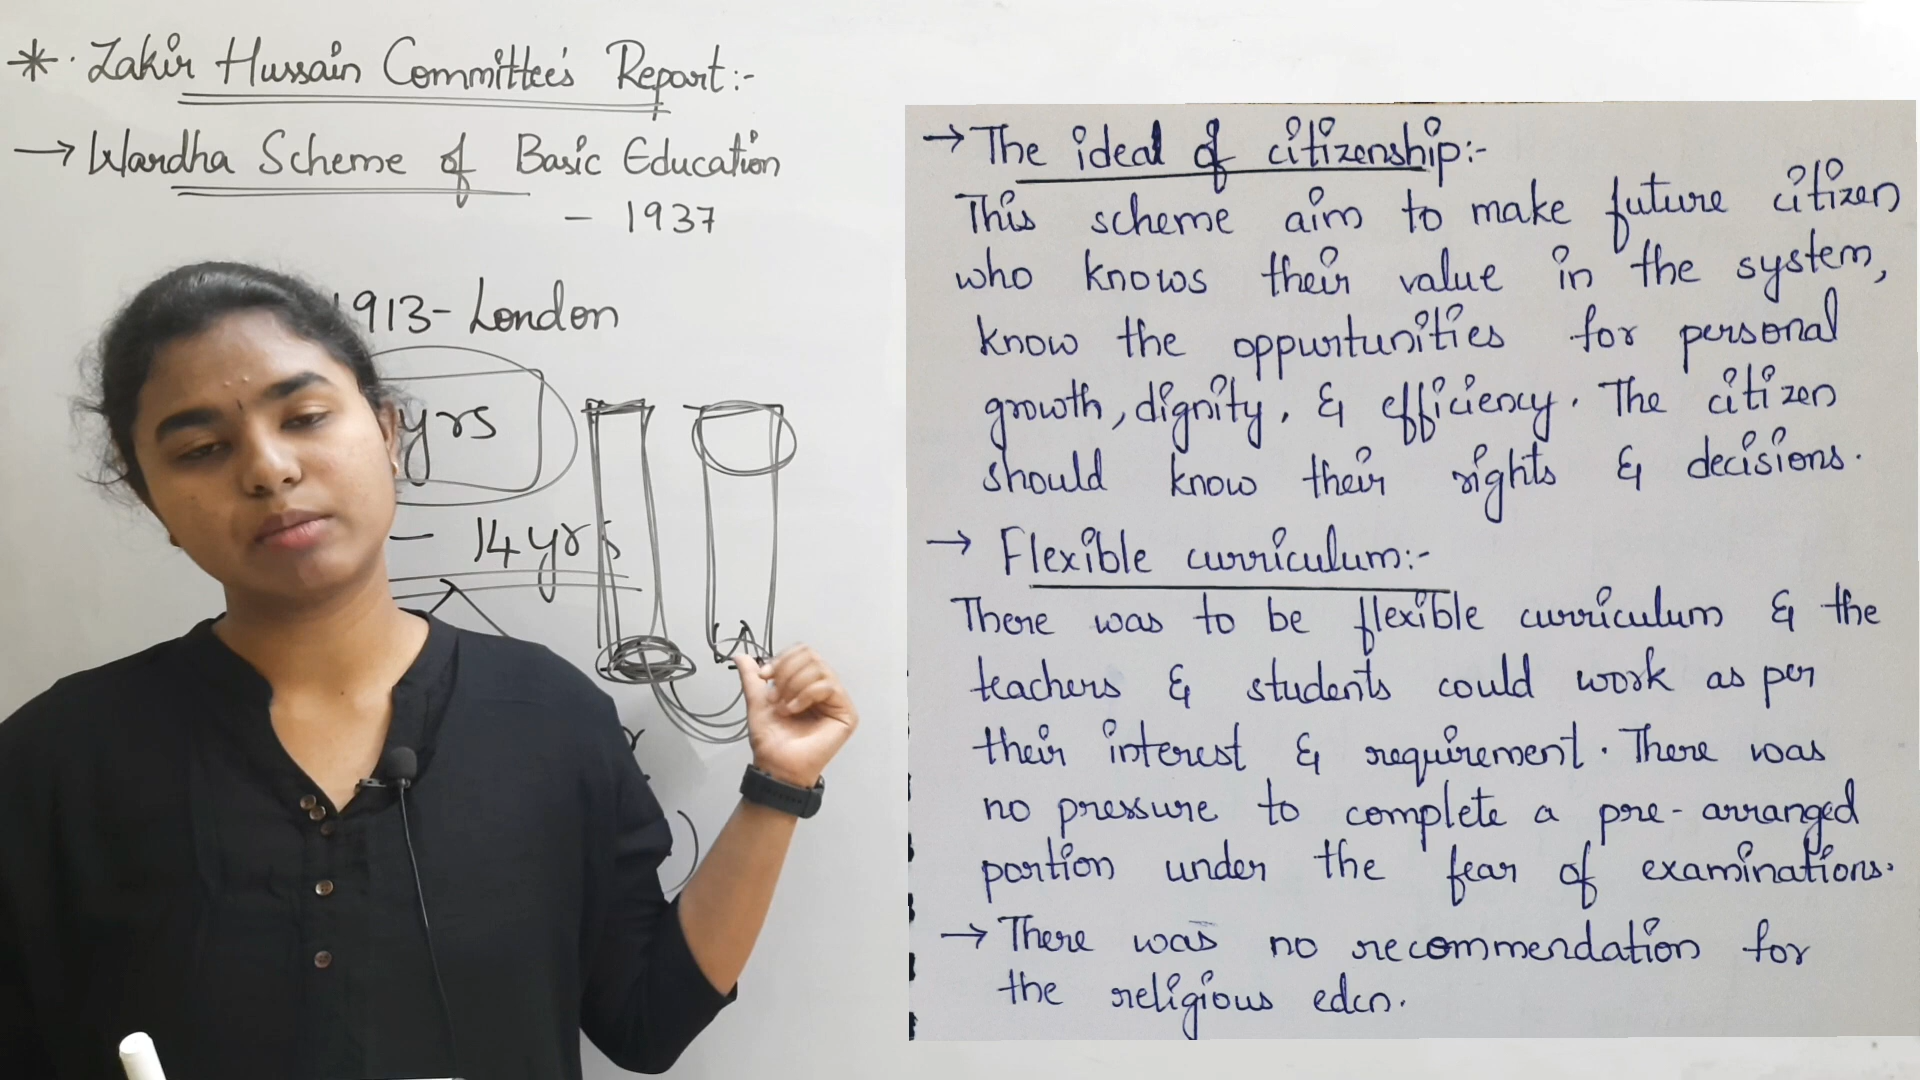 * . Zakir Hussain Committee's Report:-
→ Wardha Scheme of Basic Education
- 1937
1913 - London
yrs
- 14 yrs
→ The ideal of citizenship:-
This scheme aim to make future citizen
who knows their value in the system,
know the oppurtunities for personal
growth, dignity, & efficiency. The citizen
should know their rights & decisions.
→ Flexible curriculum:-
There was to be flexible curriculum & the
teachers & students could work as per
their interest & requirement. There was
no pressure to complete a pre-arranged
portion under the fear of examinations.
→ There was no recommendation for
the religious edcn.